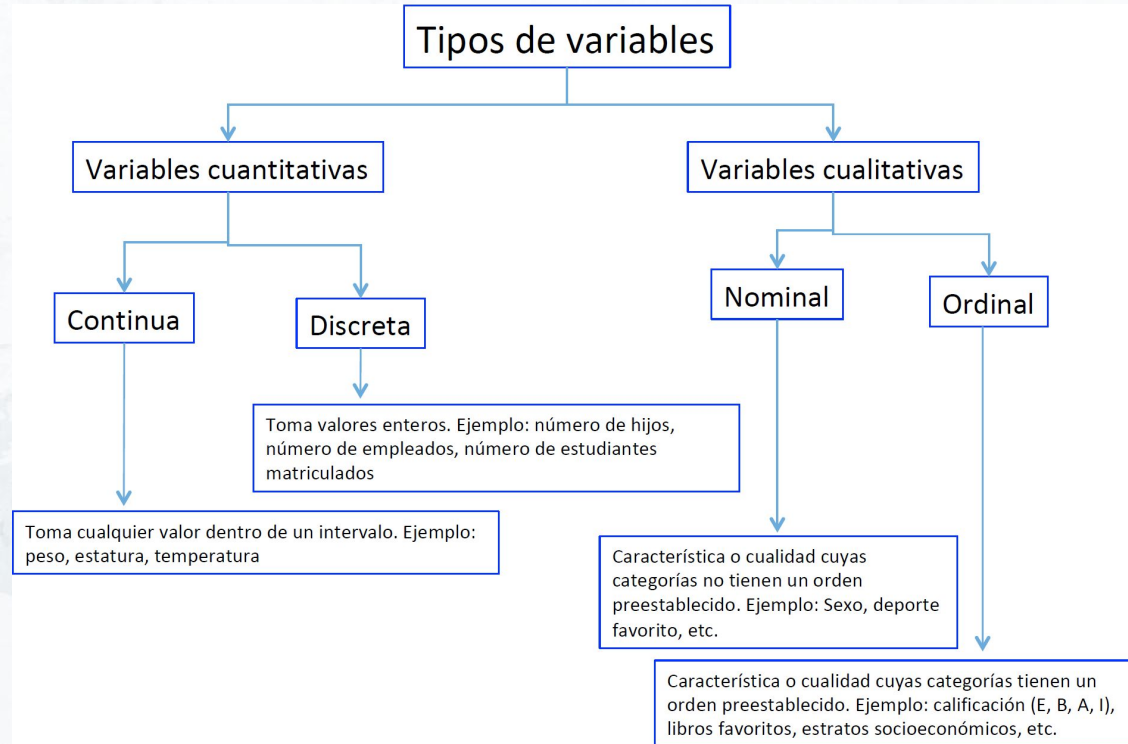 Tipos de variables
Variables cuantitativas
Variables cualitativas
Continua
Discreta
Nominal
Ordinal
Toma valores enteros. Ejemplo: número de hijos,
número de empleados, número de estudiantes
matriculados
Toma cualquier valor dentro de un intervalo. Ejemplo:
peso, estatura, temperatura
Característica o cualidad cuyas
categorías no tienen un orden
preestablecido. Ejemplo: Sexo, deporte
favorito, etc.
Característica o cualidad cuyas categorías tienen un
orden preestablecido. Ejemplo: calificación (E, B, A, I),
libros favoritos, estratos socioeconómicos, etc.